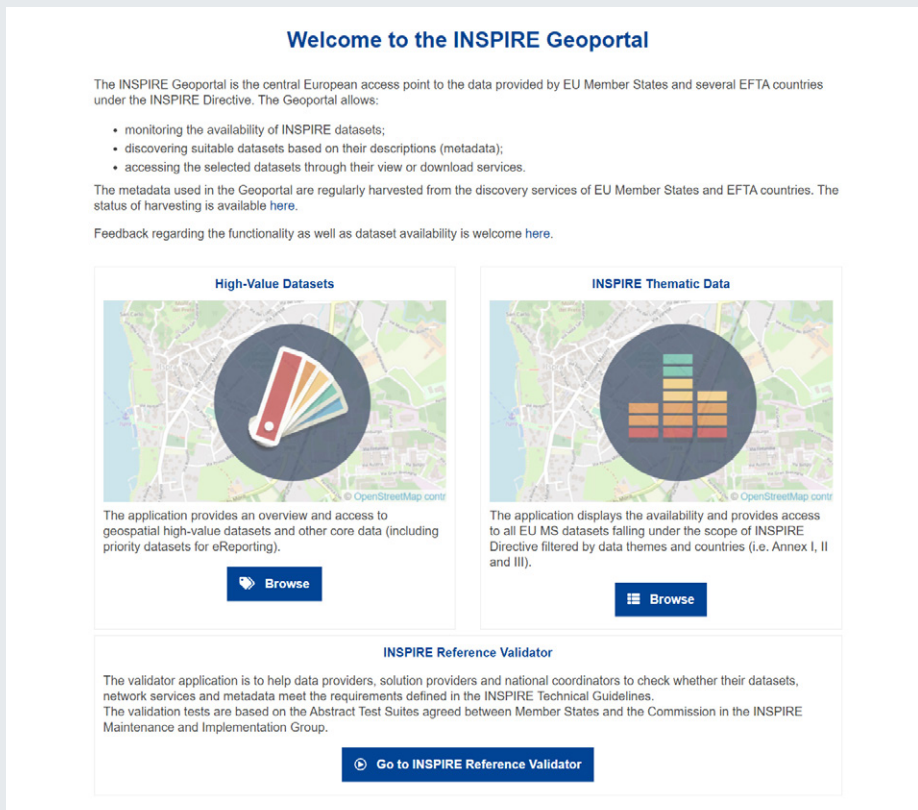 Welcome to the INSPIRE Geoportal
The INSPIRE Geoportal is the central European access point to the data provided by EU Member States and several EFTA countries
under the INSPIRE Directive. The Geoportal allows:
• monitoring the availability of INSPIRE datasets;
• discovering suitable datasets based on their descriptions (metadata);
• accessing the selected datasets through their view or download services.
The metadata used in the Geoportal are regularly harvested from the discovery services of EU Member States and EFTA countries. The
status of harvesting is available here.
Feedback regarding the functionality as well as dataset availability is welcome here.
High-Value Datasets
© OpenStreetMap contr
The application provides an overview and access to
geospatial high-value datasets and other core data (including
priority datasets for eReporting).
Browse
INSPIRE Thematic Data
© OpenStreetMap contr
The application displays the availability and provides access
to all EU MS datasets falling under the scope of INSPIRE
Directive filtered by data themes and countries (i.e. Annex I, II
and III).
Browse
INSPIRE Reference Validator
The validator application is to help data providers, solution providers and national coordinators to check whether their datasets,
network services and metadata meet the requirements defined in the INSPIRE Technical Guidelines.
The validation tests are based on the Abstract Test Suites agreed between Member States and the Commission in the INSPIRE
Maintenance and Implementation Group.
Go to INSPIRE Reference Validator